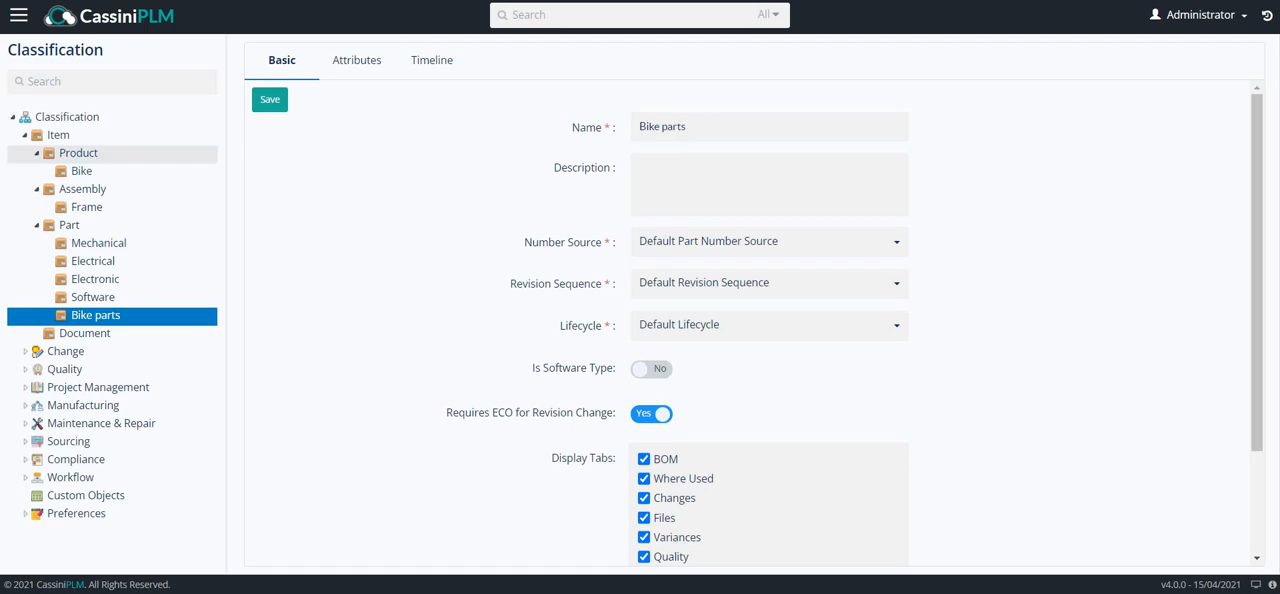 CassiniPLM
Search
All
Administrator
Classification
Search
Classification
Item
Product
Bike
Assembly
Frame
Part
Mechanical
Electrical
Electronic
Software
Bike parts
Document
Change
Quality
Project Management
Manufacturing
Maintenance & Repair
Sourcing
Compliance
Workflow
Custom Objects
Preferences
Basic Attributes Timeline
Save
Name * : Bike parts
Description :
Number Source * : Default Part Number Source
Revision Sequence * : Default Revision Sequence
Lifecycle * : Default Lifecycle
Is Software Type: No
Requires ECO for Revision Change: Yes
Display Tabs: BOM
Where Used
Changes
Files
Variances
Quality
© 2021 CassiniPLM. All Rights Reserved.
v4.0.0 - 15/04/2021